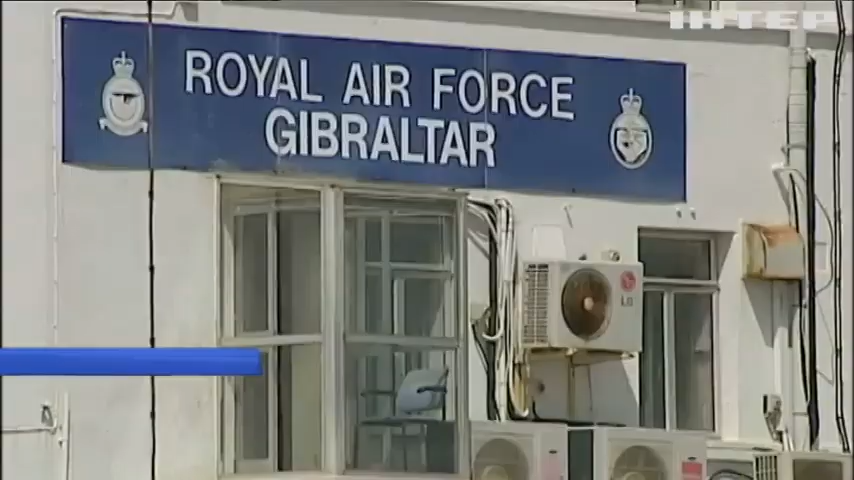 ІНТЕР
ROYAL AIR FORCE
GIBRALTAR
LG